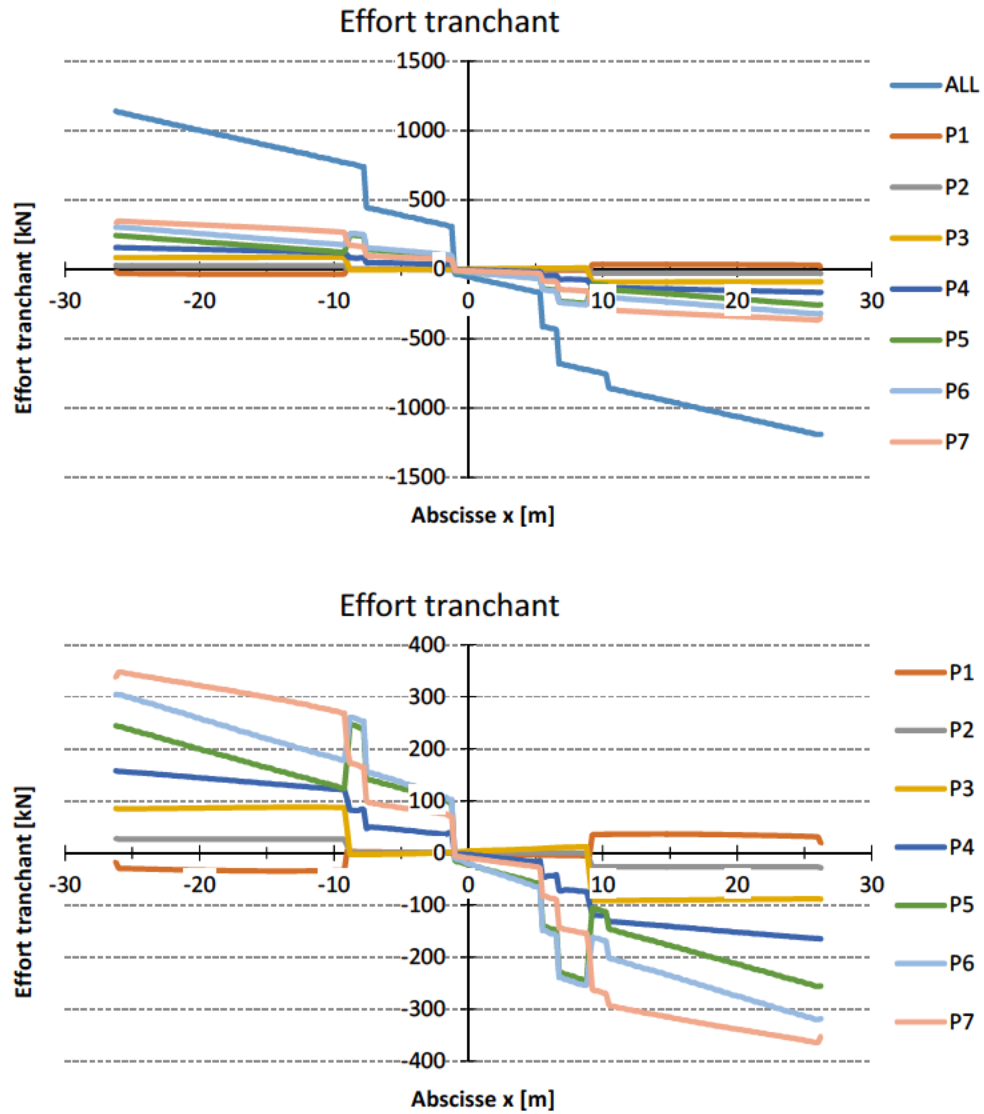 Effort tranchant
1500
1000
500
0
-500
-1000
-1500
-30
-20
-10
0
10
20
30
Effort tranchant [kN]
Abscisse x [m]
ALL
P1
P2
P3
P4
P5
P6
P7
Effort tranchant
400
300
200
100
0
-100
-200
-300
-400
-30
-20
-10
0
10
20
30
Effort tranchant [kN]
Abscisse x [m]
P1
P2
P3
P4
P5
P6
P7